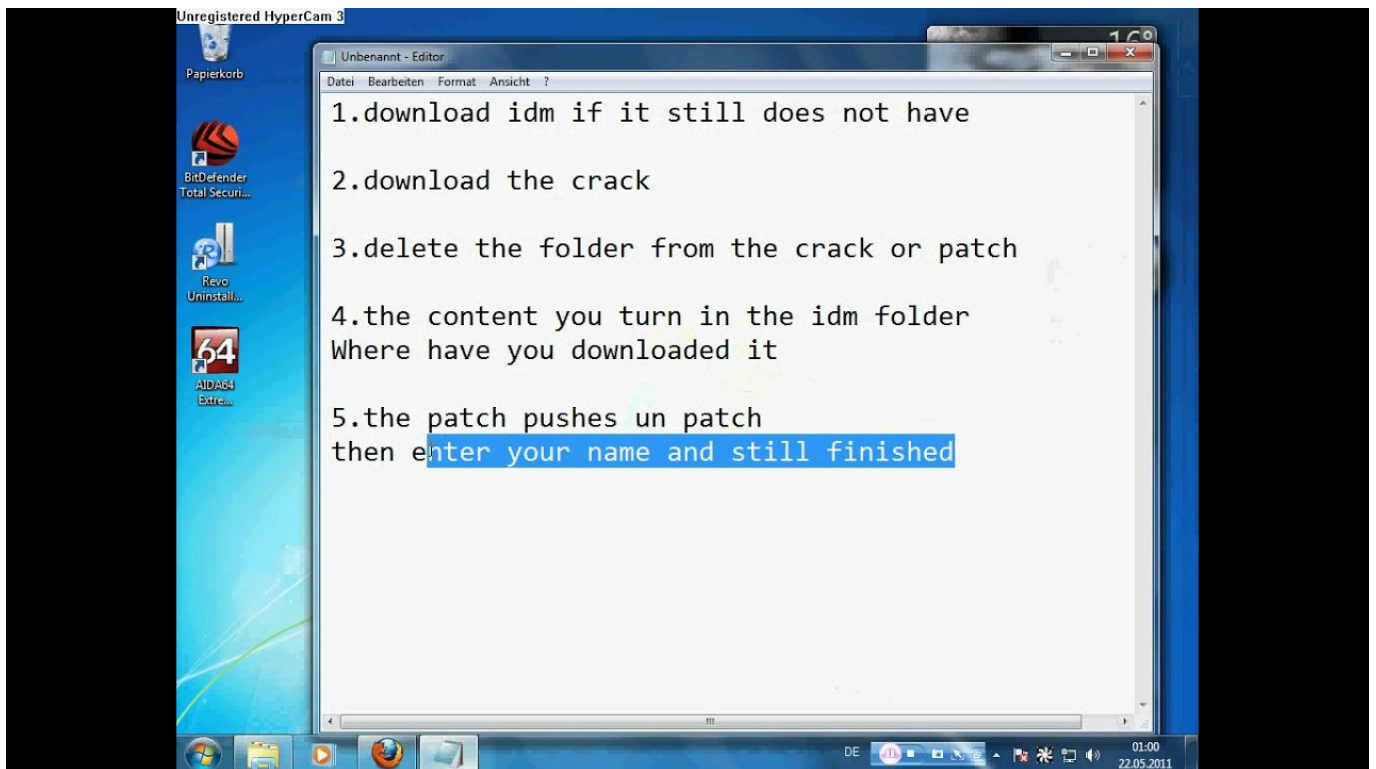 Unregistered HyperCam 3
Papierkorb
BitDefender
Total Securi...
Revo
Uninstall...
64
AIDA64
Extre...
16°
Unbenannt - Editor
Datei Bearbeiten Format Ansicht ?
1.download idm if it still does not have
2.download the crack
3.delete the folder from the crack or patch
4.the content you turn in the idm folder
Where have you downloaded it
5.the patch pushes un patch
then enter your name and still finished
DE
01:00
22.05.2011